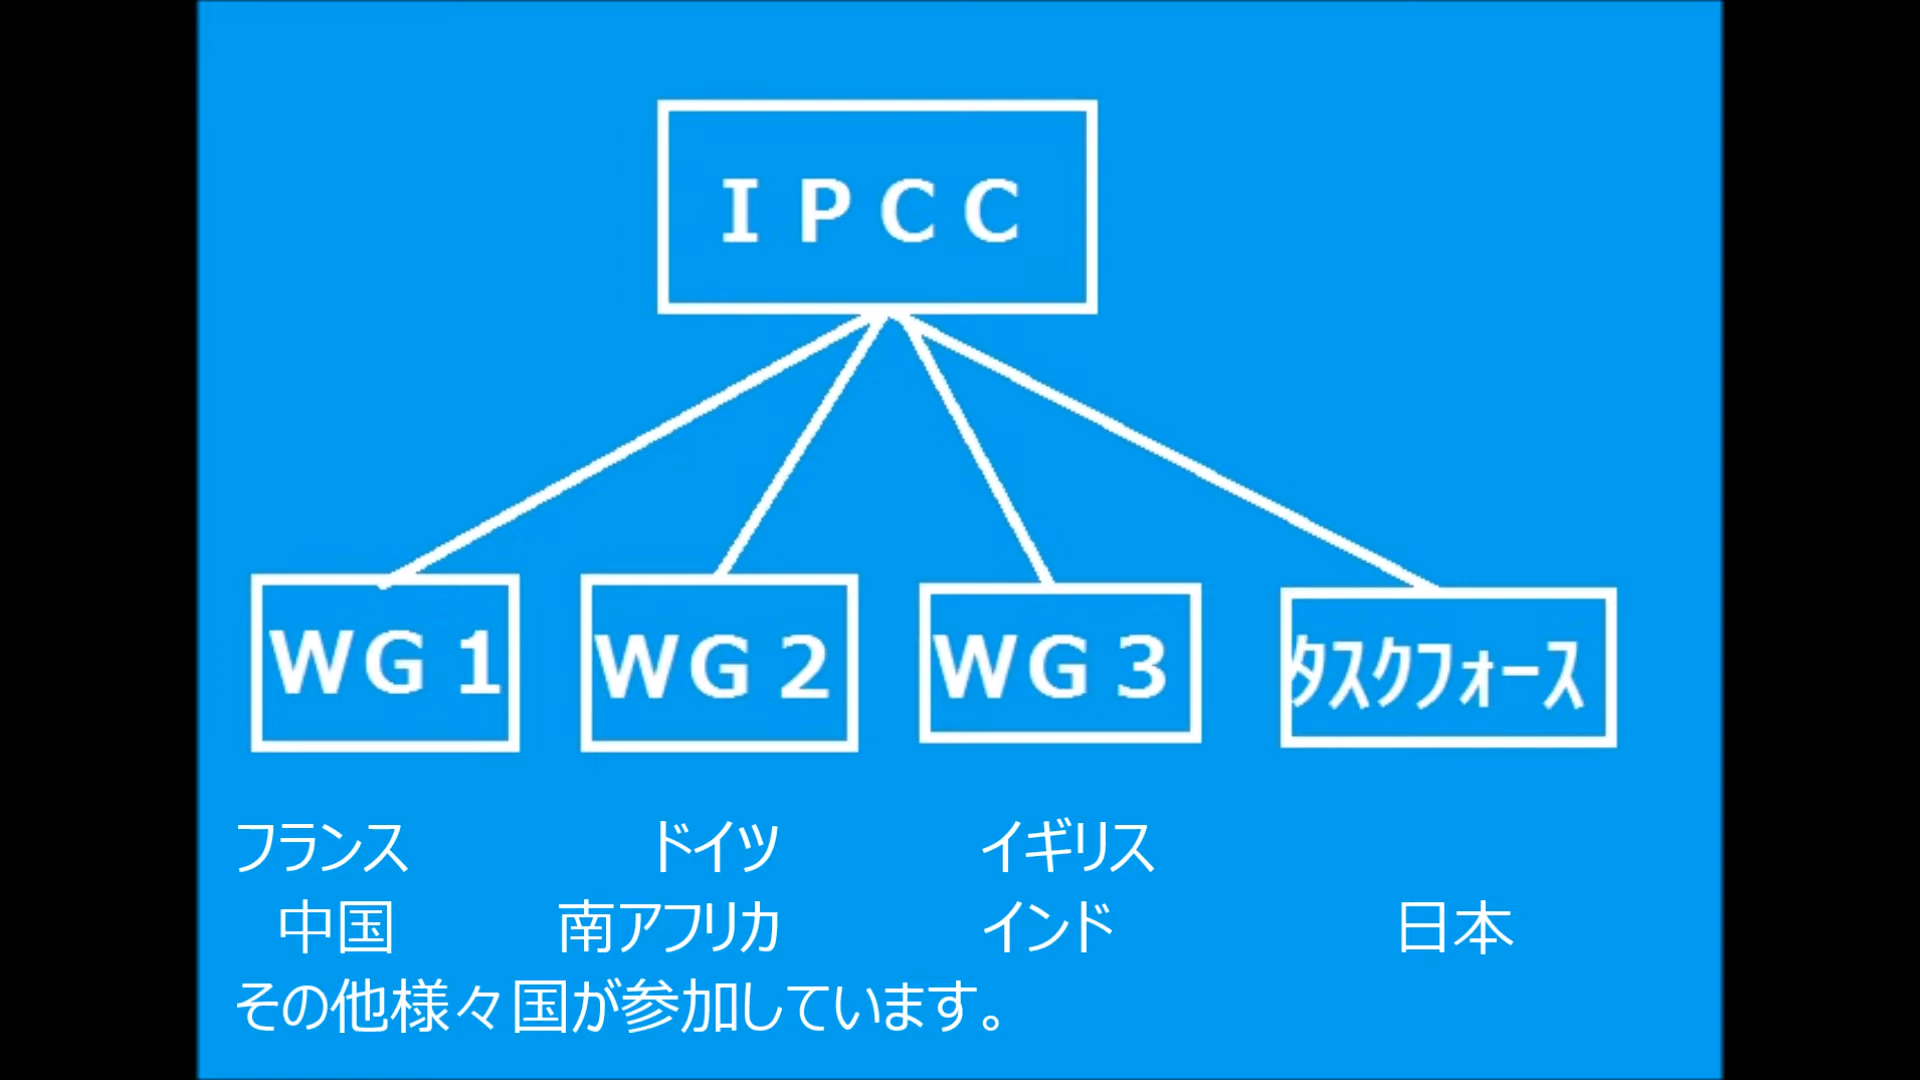 ＩＰＣＣ
ＷＧ１ ＷＧ２ ＷＧ３ ﾀｽｸﾌｫｰｽ
フランス ドイツ イギリス
中国 南アフリカ インド 日本
その他様々国が参加しています。